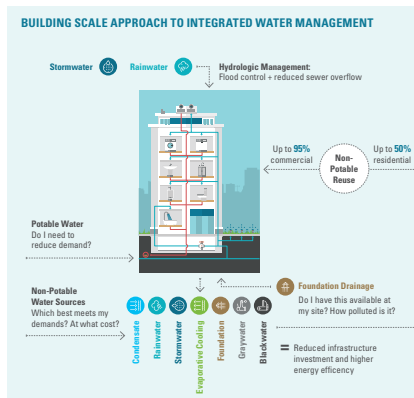 BUILDING SCALE APPROACH TO INTEGRATED WATER MANAGEMENT
Stormwater
Rainwater
Hydrologic Management:
Flood control + reduced sewer overflow
Up to 95%
commercial
Non-
Potable
Reuse
Up to 50%
residential
Potable Water
Do I need to
reduce demand?
Non-Potable
Water Sources
Which best meets my
demands? At what cost?
Foundation Drainage
Do I have this available at
my site? How polluted is it?
Condensate
Rainwater
Stormwater
Evaporative Cooling
Foundation
Graywater
Blackwater
= Reduced infrastructure
investment and higher
energy efficency